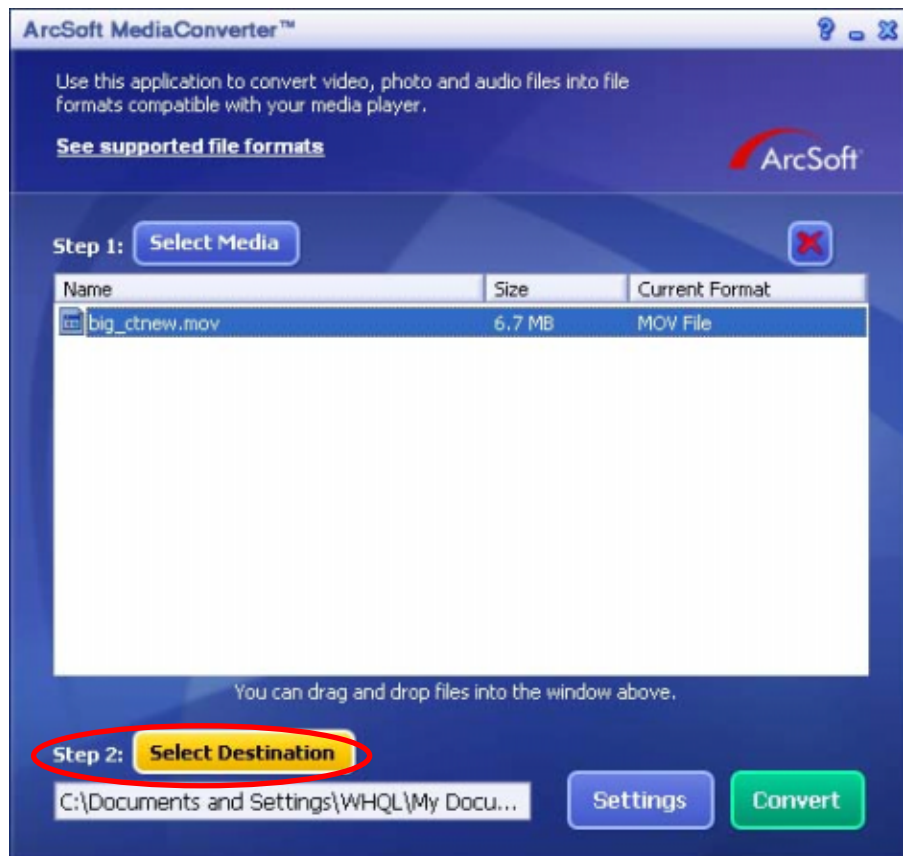 ArcSoft MediaConverter™
Use this application to convert video, photo and audio files into file
formats compatible with your media player.
See supported file formats
ArcSoft
Step 1: Select Media
Name Size Current Format
big_ctnew.mov 6.7 MB MOV File
You can drag and drop files into the window above.
Step 2: Select Destination
C:\Documents and Settings\WHQL\My Docu...
Settings
Convert